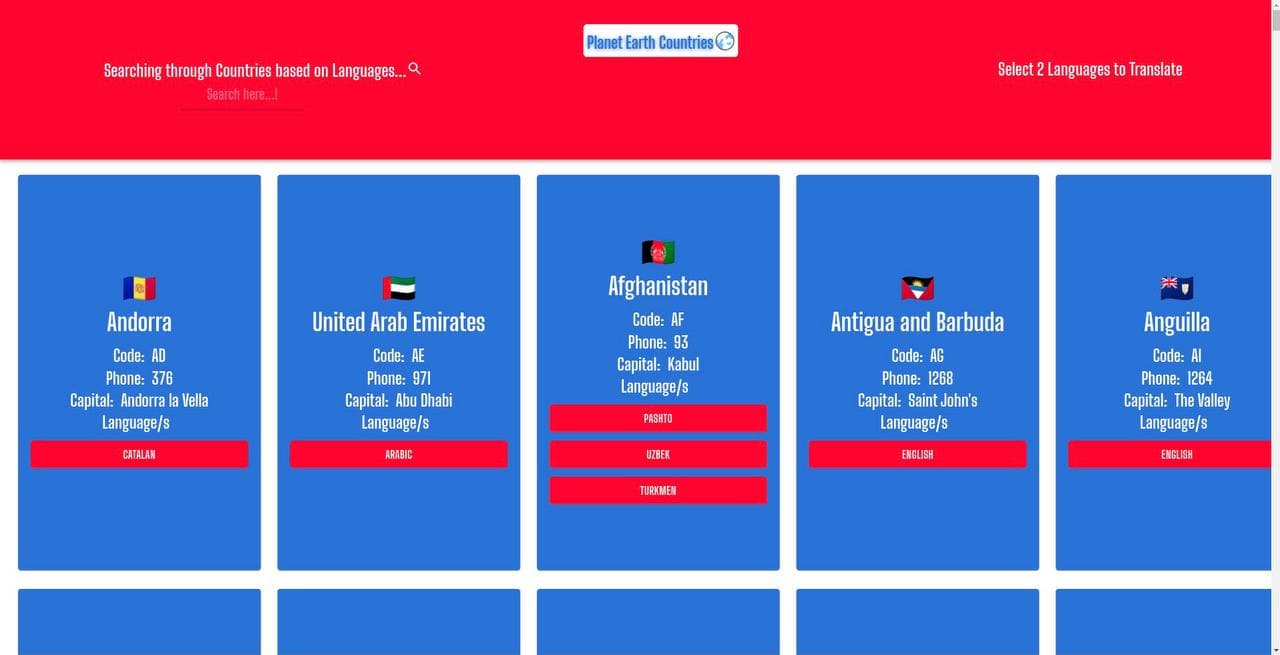 Planet Earth Countries
Searching through Countries based on Languages...
Search here...!
Select 2 Languages to Translate
Andorra
Code: AD
Phone: 376
Capital: Andorra la Vella
Language/s
CATALAN
United Arab Emirates
Code: AE
Phone: 971
Capital: Abu Dhabi
Language/s
ARABIC
Afghanistan
Code: AF
Phone: 93
Capital: Kabul
Language/s
PASHTO
UZBEK
TURKMEN
Antigua and Barbuda
Code: AG
Phone: 1268
Capital: Saint John's
Language/s
ENGLISH
Anguilla
Code: AI
Phone: 1264
Capital: The Valley
Language/s
ENGLISH